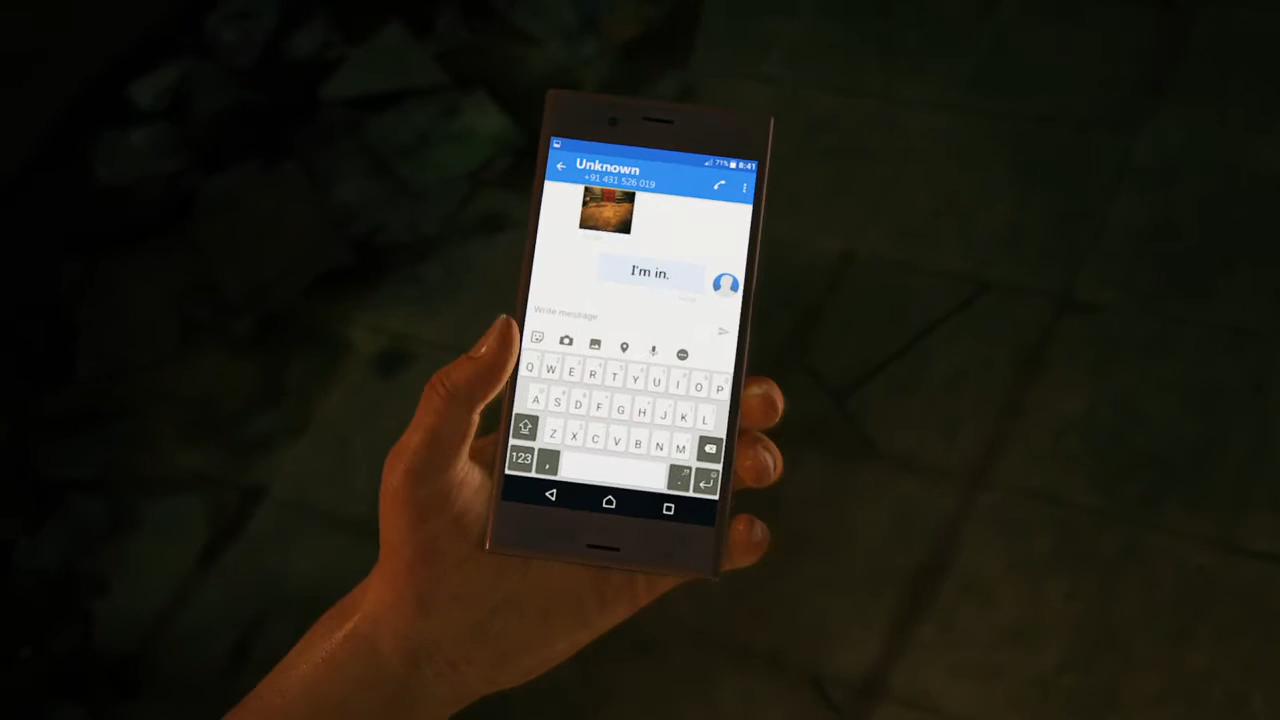 71% 8:41
Unknown
+91 431 526 019
I'm in.
Write message
Q W E R T Y U I O P
A S D F G H J K L
Z X C V B N M
123 , .